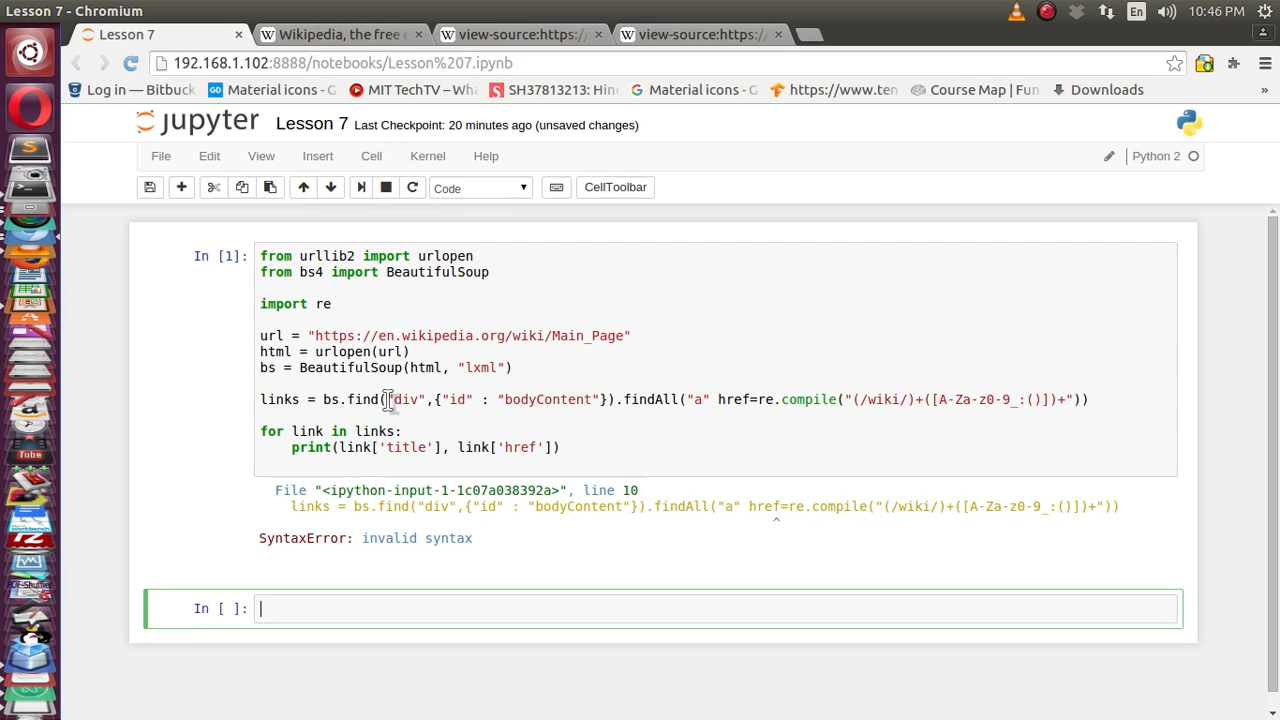 Lesson 7 - Chromium
En
10:46 PM
Lesson 7
Wikipedia, the free e
view-source:https:/
view-source:https:/
192.168.1.102:8888/notebooks/Lesson%207.ipynb
Log in — Bitbuck
Material icons - G
MIT TechTV – Wha
SH37813213: Hin
Material icons - G
https://www.ten
Course Map | Fun
Downloads
»
jupyter
Lesson 7 Last Checkpoint: 20 minutes ago (unsaved changes)
File Edit View Insert Cell Kernel Help
Python 2
Code
CellToolbar
In [1]:
from urllib2 import urlopen
from bs4 import BeautifulSoup
import re
url = "https://en.wikipedia.org/wiki/Main_Page"
html = urlopen(url)
bs = BeautifulSoup(html, "lxml")
links = bs.find("div",{"id" : "bodyContent"}).findAll("a" href=re.compile("(/wiki/)+([A-Za-z0-9_:()])+"))
for link in links:
print(link['title'], link['href'])
File "<ipython-input-1-1c07a038392a>", line 10
links = bs.find("div",{"id" : "bodyContent"}).findAll("a" href=re.compile("(/wiki/)+([A-Za-z0-9_:()])+"))
^
SyntaxError: invalid syntax
In [ ]: